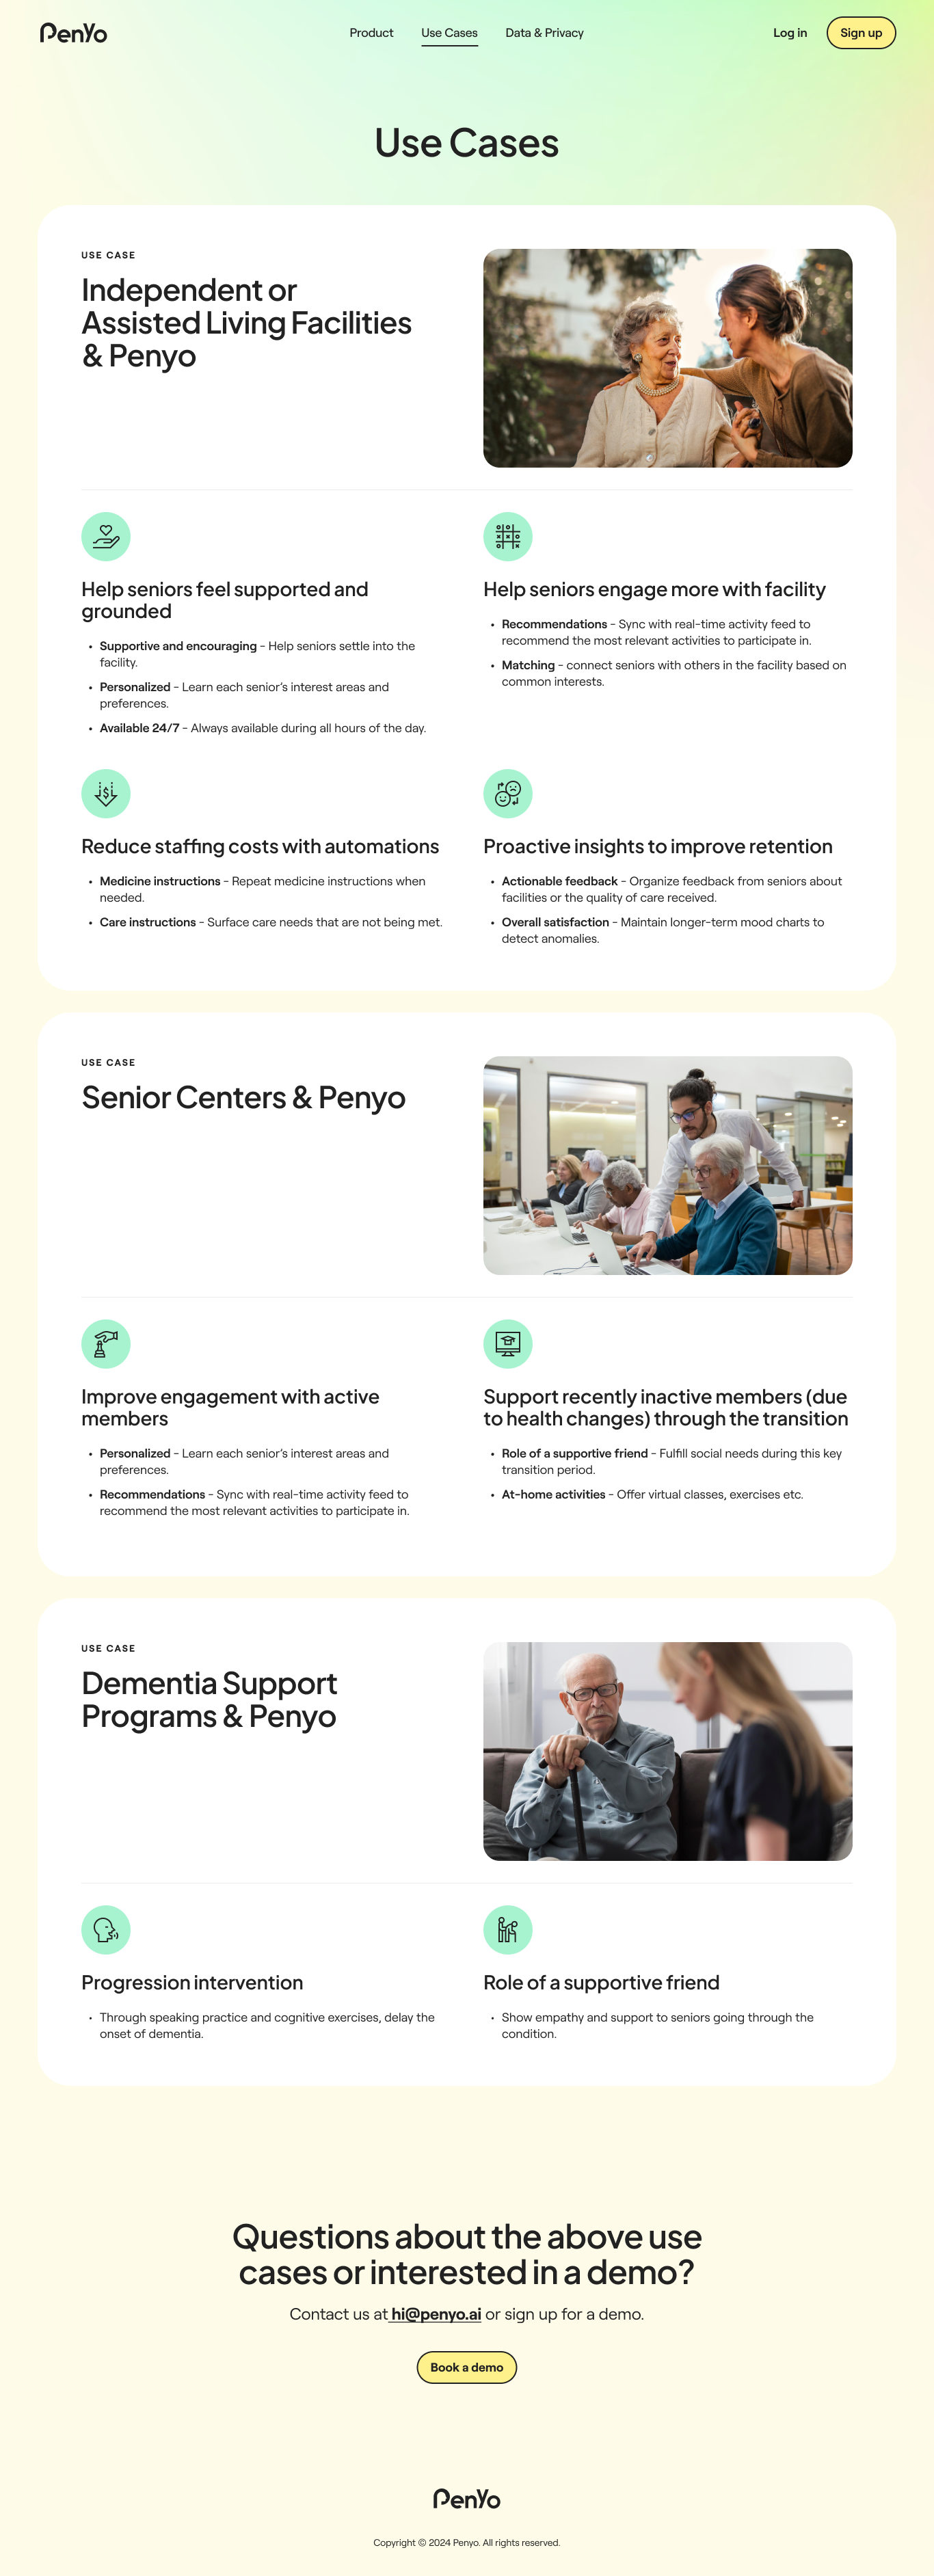 PenYo
Product
Use Cases
Data & Privacy
Log in
Sign up
Use Cases
USE CASE
Independent or
Assisted Living Facilities
& Penyo
Help seniors feel supported and
grounded
• Supportive and encouraging - Help seniors settle into the
facility.
• Personalized - Learn each senior’s interest areas and
preferences.
• Available 24/7 - Always available during all hours of the day.
Help seniors engage more with facility
• Recommendations - Sync with real-time activity feed to
recommend the most relevant activities to participate in.
• Matching - connect seniors with others in the facility based on
common interests.
Reduce staffing costs with automations
• Medicine instructions - Repeat medicine instructions when
needed.
• Care instructions - Surface care needs that are not being met.
Proactive insights to improve retention
• Actionable feedback - Organize feedback from seniors about
facilities or the quality of care received.
• Overall satisfaction - Maintain longer-term mood charts to
detect anomalies.
USE CASE
Senior Centers & Penyo
Improve engagement with active
members
• Personalized - Learn each senior’s interest areas and
preferences.
• Recommendations - Sync with real-time activity feed to
recommend the most relevant activities to participate in.
Support recently inactive members (due
to health changes) through the transition
• Role of a supportive friend - Fulfill social needs during this key
transition period.
• At-home activities - Offer virtual classes, exercises etc.
USE CASE
Dementia Support
Programs & Penyo
Progression intervention
• Through speaking practice and cognitive exercises, delay the
onset of dementia.
Role of a supportive friend
• Show empathy and support to seniors going through the
condition.
Questions about the above use
cases or interested in a demo?
Contact us at hi@penyo.ai or sign up for a demo.
Book a demo
PenYo
Copyright © 2024 Penyo. All rights reserved.